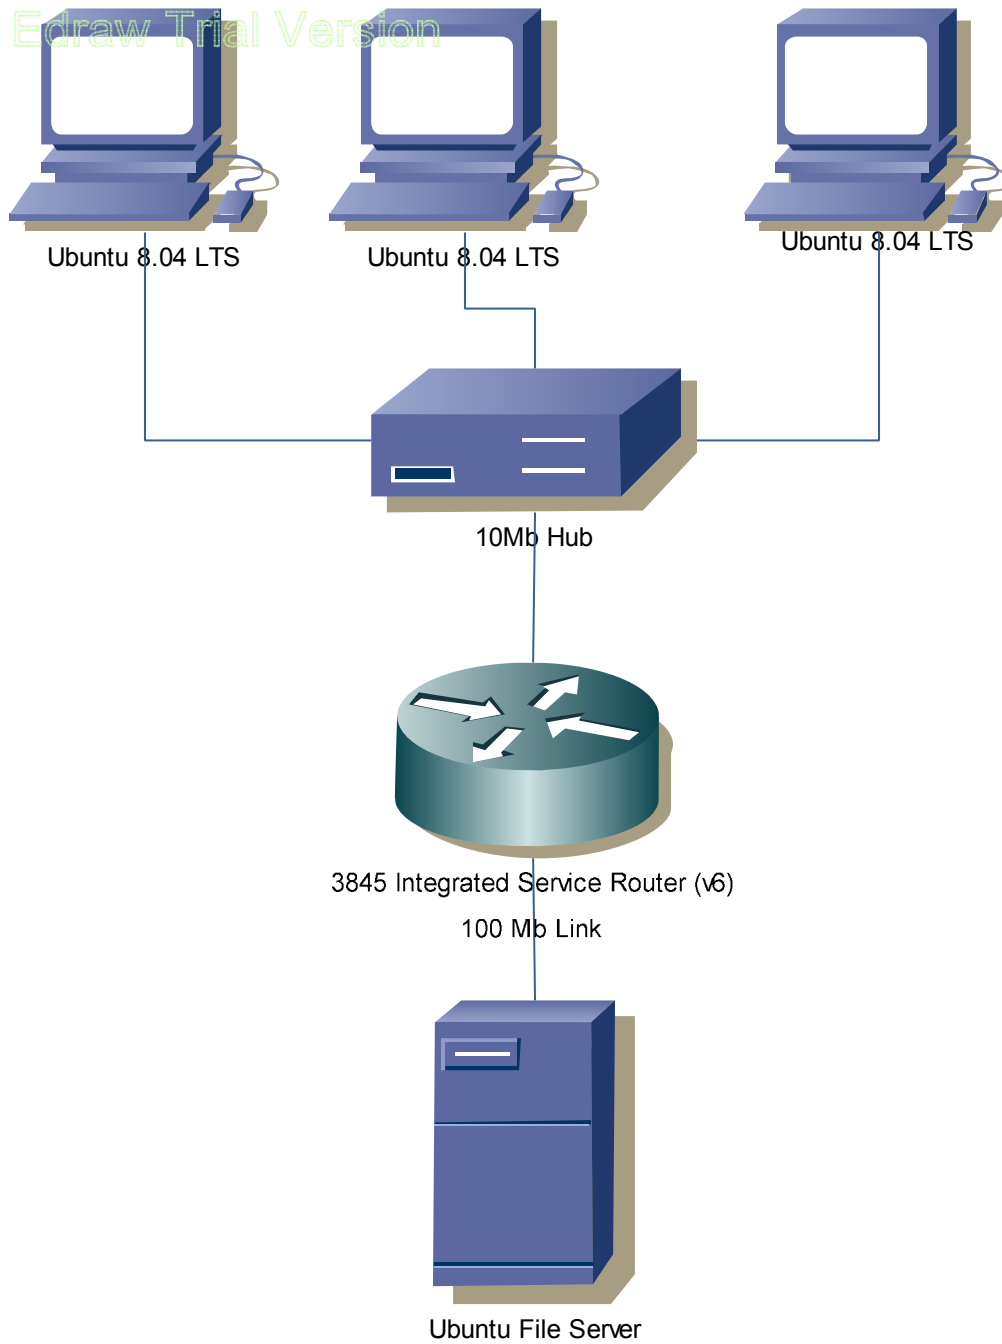 Edraw Trial Version
Ubuntu 8.04 LTS
Ubuntu 8.04 LTS
Ubuntu 8.04 LTS
10Mb Hub
3845 Integrated Service Router (v6)
100 Mb Link
Ubuntu File Server